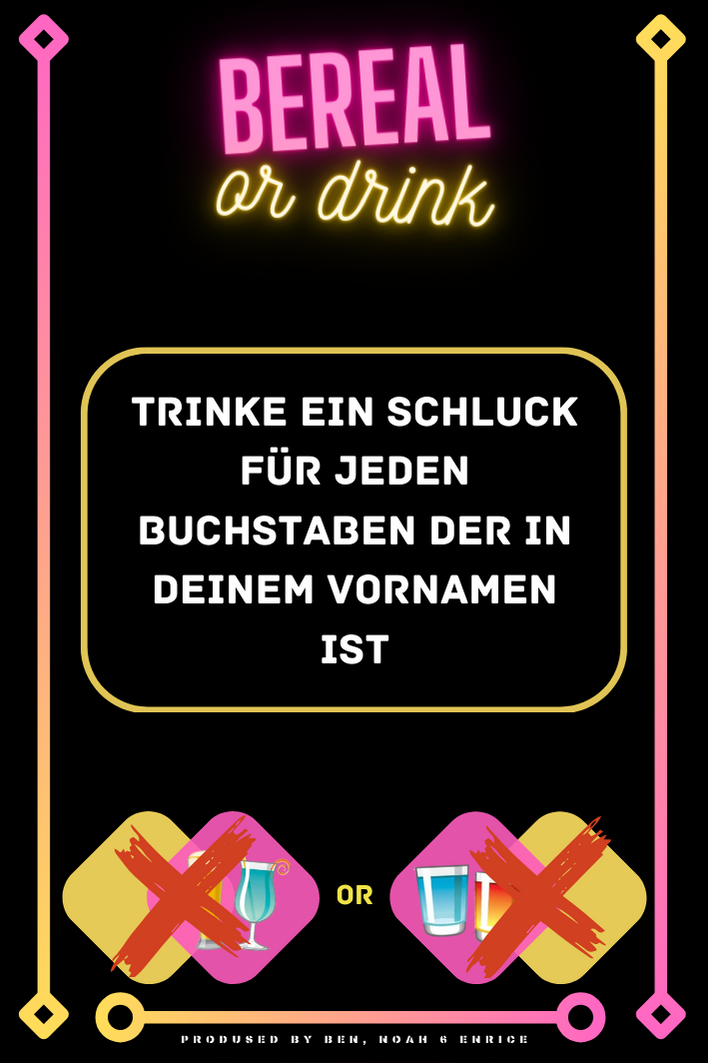 BEREAL
or drink
TRINKE EIN SCHLUCK
FÜR JEDEN
BUCHSTABEN DER IN
DEINEM VORNAMEN
IST
OR
PRODUSED BY BEN, NOAH & ENRICE